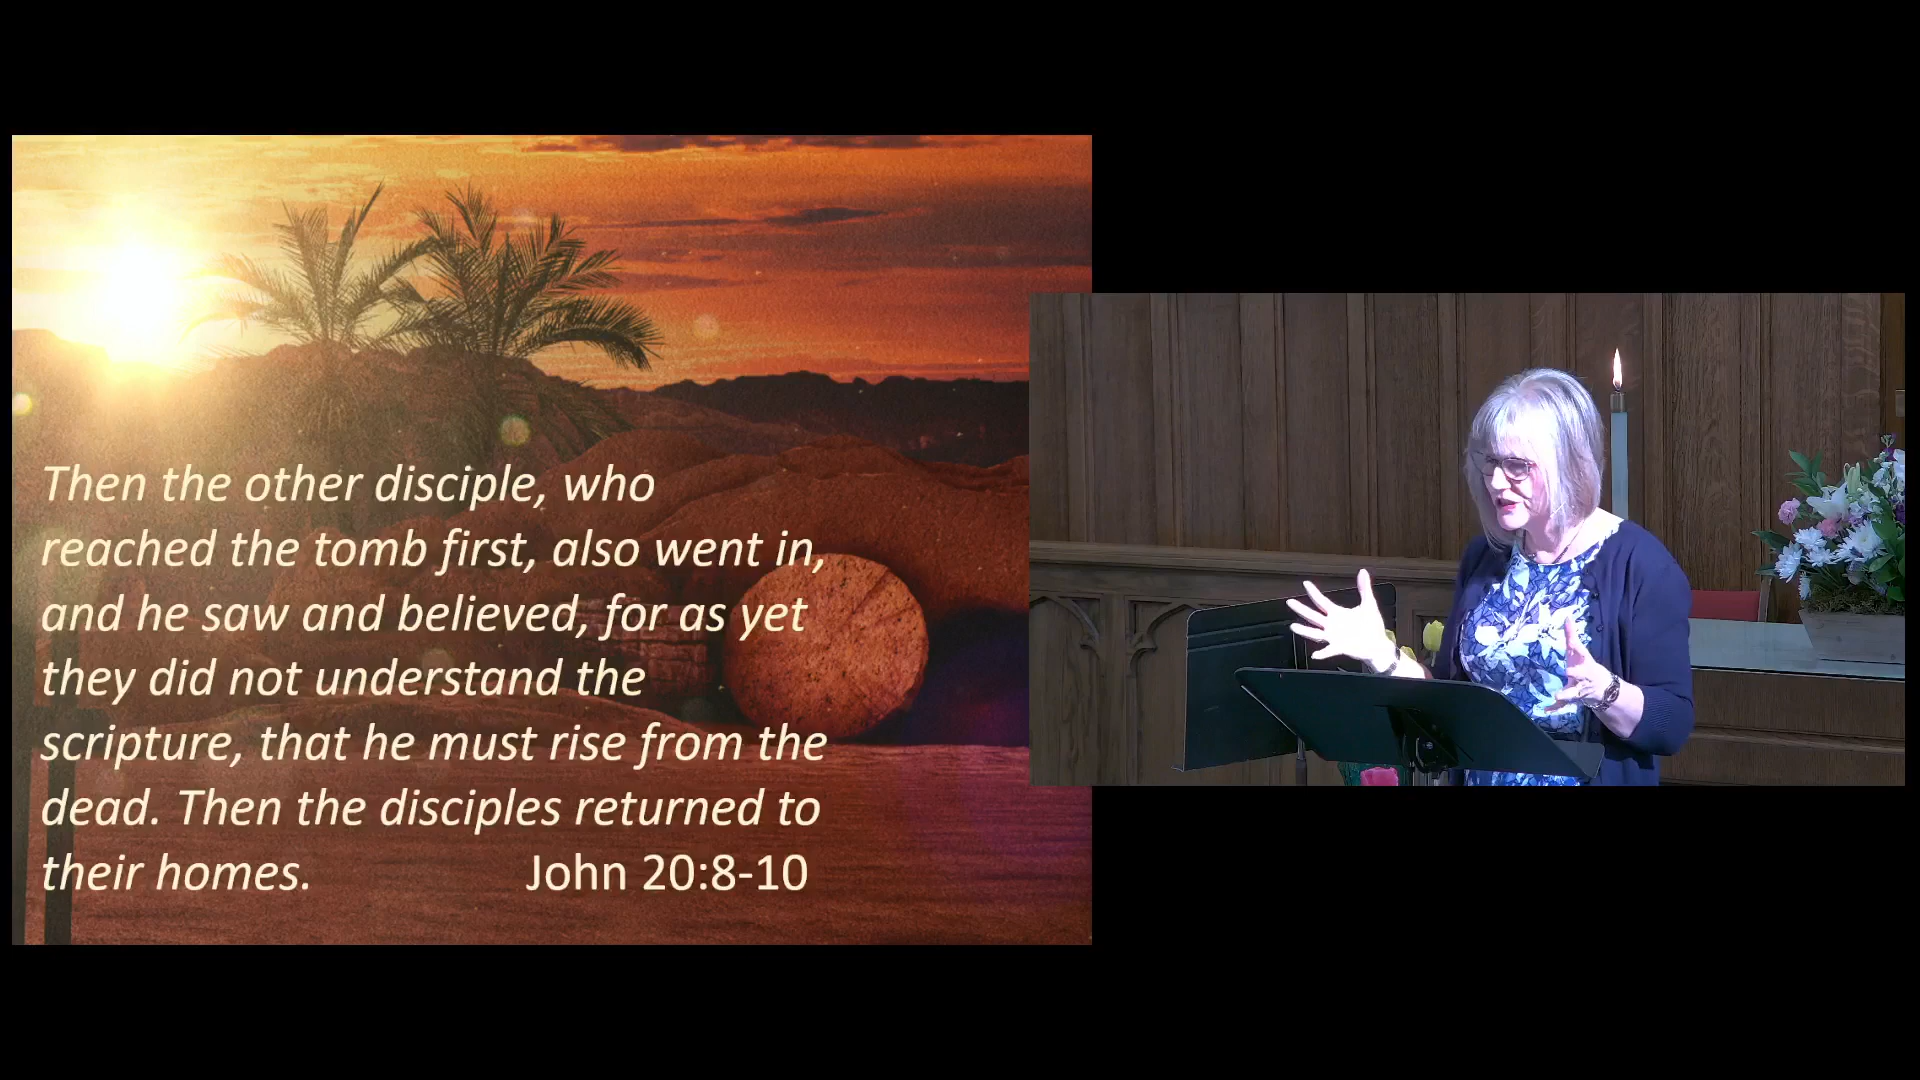 Then the other disciple, who
reached the tomb first, also went in,
and he saw and believed, for as yet
they did not understand the
scripture, that he must rise from the
dead. Then the disciples returned to
their homes. John 20:8-10